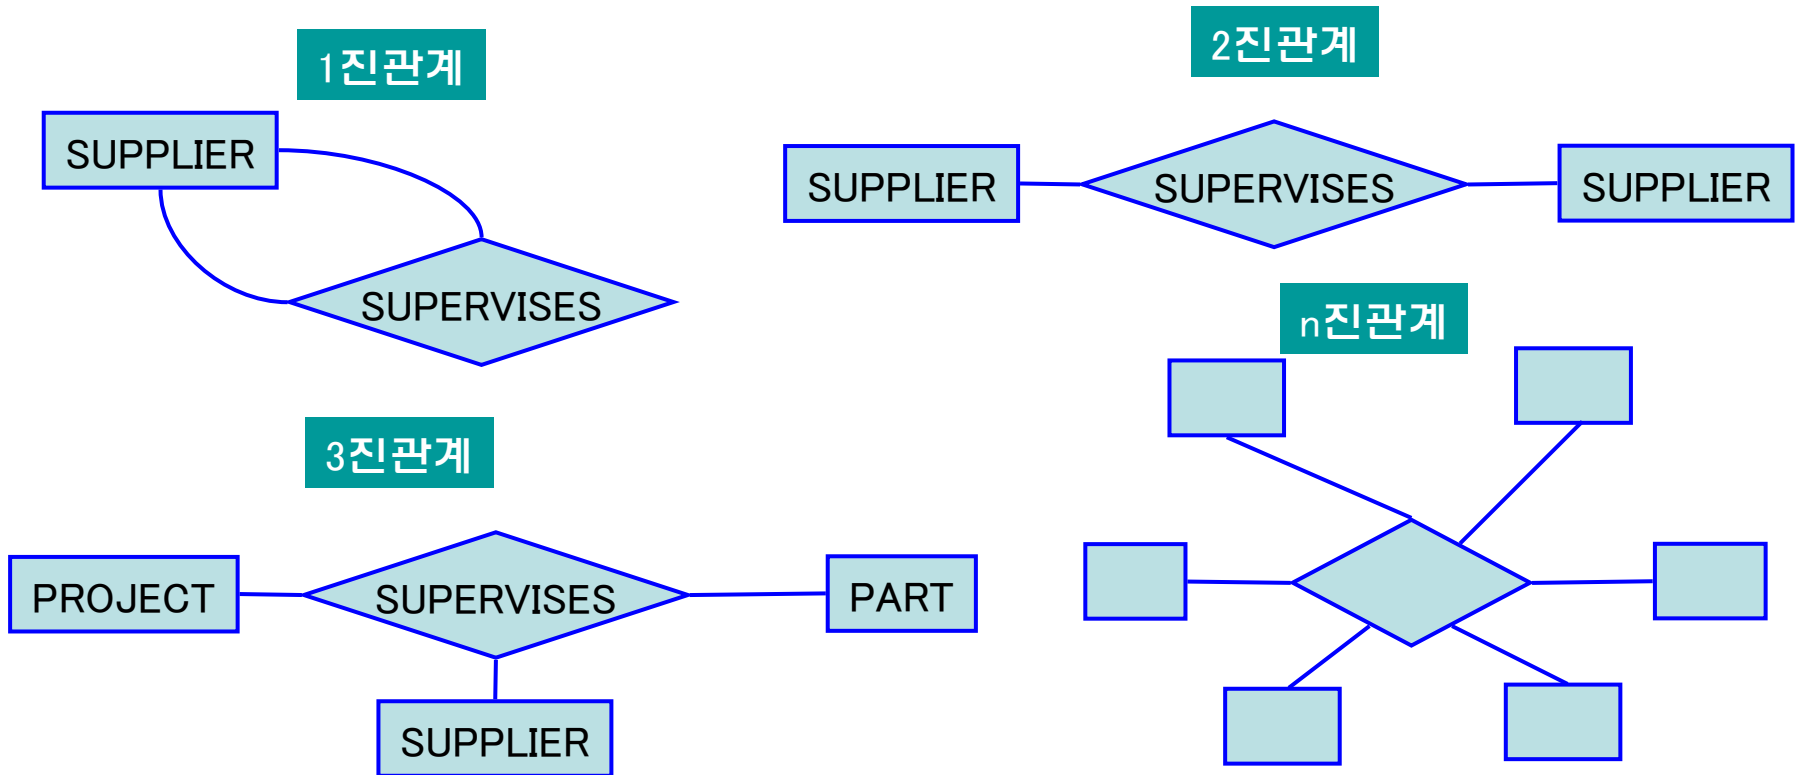 1진관계
SUPPLIER
SUPERVISES
2진관계
SUPPLIER
SUPERVISES
SUPPLIER
3진관계
PROJECT
SUPERVISES
PART
SUPPLIER
n진관계